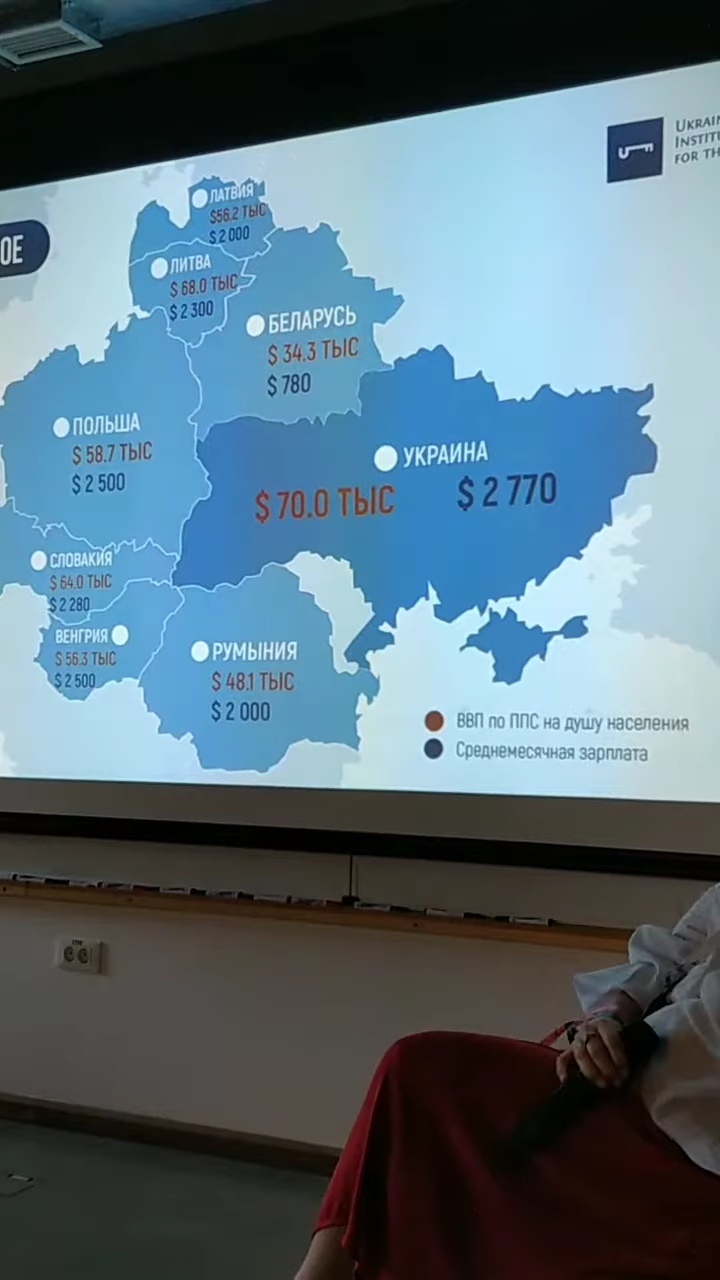 UKRAIN
INSTIT
FOR TH
ОЕ
ЛАТВИЯ
$56.2 ТЫС
$ 2 000
ЛИТВА
$ 68.0 ТЫС
$ 2 300
БЕЛАРУСЬ
$ 34.3 ТЫС
$ 780
ПОЛЬША
$ 58.7 ТЫС
$ 2 500
УКРАИНА
$ 70.0 ТЫС
$ 2 770
СЛОВАКИЯ
$ 64.0 ТЫС
$ 2 280
ВЕНГРИЯ
$ 56.3 ТЫС
$ 2 500
РУМЫНИЯ
$ 48.1 ТЫС
$ 2 000
ВВП по ППС на душу населения
Среднемесячная зарплата